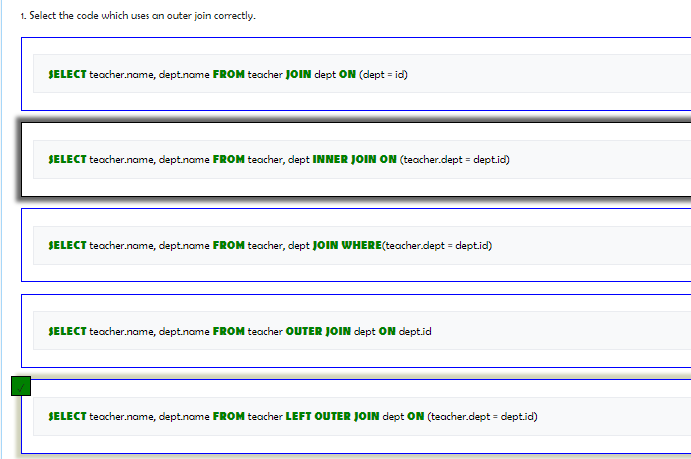 1. Select the code which uses an outer join correctly.
SELECT teacher.name, dept.name FROM teacher JOIN dept ON (dept = id)
SELECT teacher.name, dept.name FROM teacher, dept INNER JOIN ON (teacher.dept = dept.id)
SELECT teacher.name, dept.name FROM teacher, dept JOIN WHERE(teacher.dept = dept.id)
SELECT teacher.name, dept.name FROM teacher OUTER JOIN dept ON dept.id
SELECT teacher.name, dept.name FROM teacher LEFT OUTER JOIN dept ON (teacher.dept = dept.id)